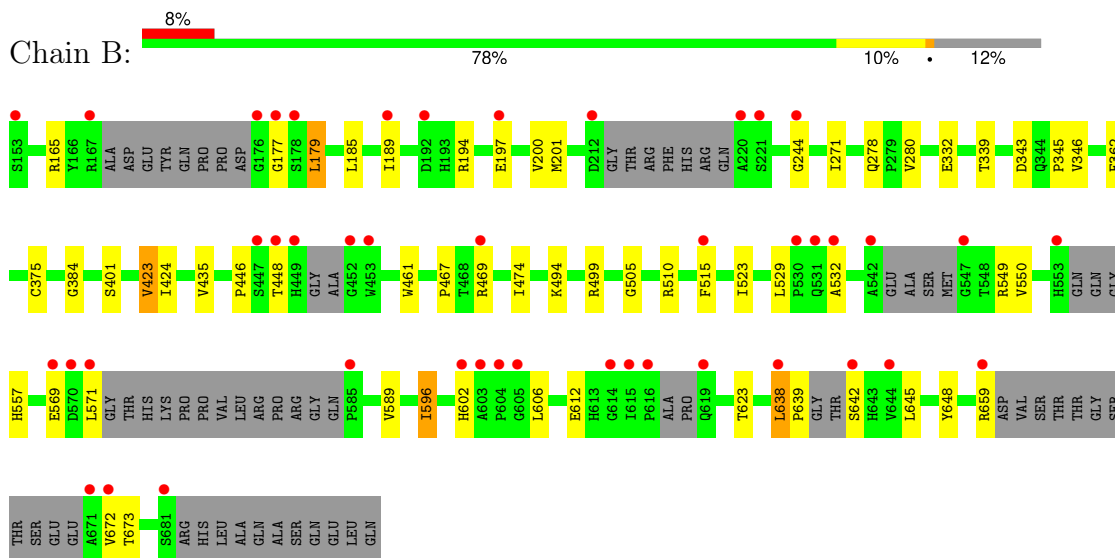 8%
Chain B:
78% 10% • 12%
S153 R165 Y166 R167 ALA ASP GLU TYR GLN PRO PRO ASP G176 G177 S178 L179 L185 I189 D192 H193 R194 E197 V200 M201 D212 GLY THR ARG PHE HIS ARG GLN A220 S221 G244 I271 Q278 P279 V280 E332 T339 D343 Q344 P345 V346 E362
C375 G384 S401 V423 I424 V435 P446 S447 T448 H449 GLY ALA G452 W453 W461 P467 T468 R469 I474 K494 R499 G505 R510 F515 I523 L529 P530 Q531 A532 A542 GLU ALA SER MET G547 T548 R549 V550 H553 GLN GLN GLY
H557 E569 D570 L571 GLY THR HIS LYS PRO PRO VAL LEU ARG PRO ARG GLY GLN P585 V589 I596 H602 A603 P604 G605 L606 E612 H613 G614 I615 P616 ALA PRO Q619 T623 L638 P639 GLY THR S642 H643 V644 L645 Y648 R659 ASP VAL SER THR THR GLY SER
THR SER GLU GLU A671 V672 T673 S681 ARG HIS LEU ALA GLN ALA SER GLN GLU LEU GLN